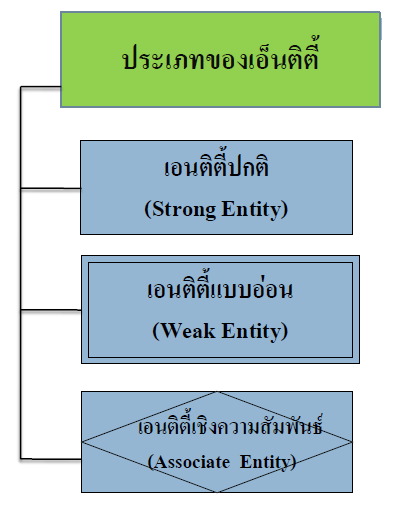 ประเภทของเอ็นติตี้
เอนติตี้ปกติ
(Strong Entity)
เอนติตี้แบบอ่อน
(Weak Entity)
เอนติตี้เชิงความสัมพันธ์
(Associate Entity)